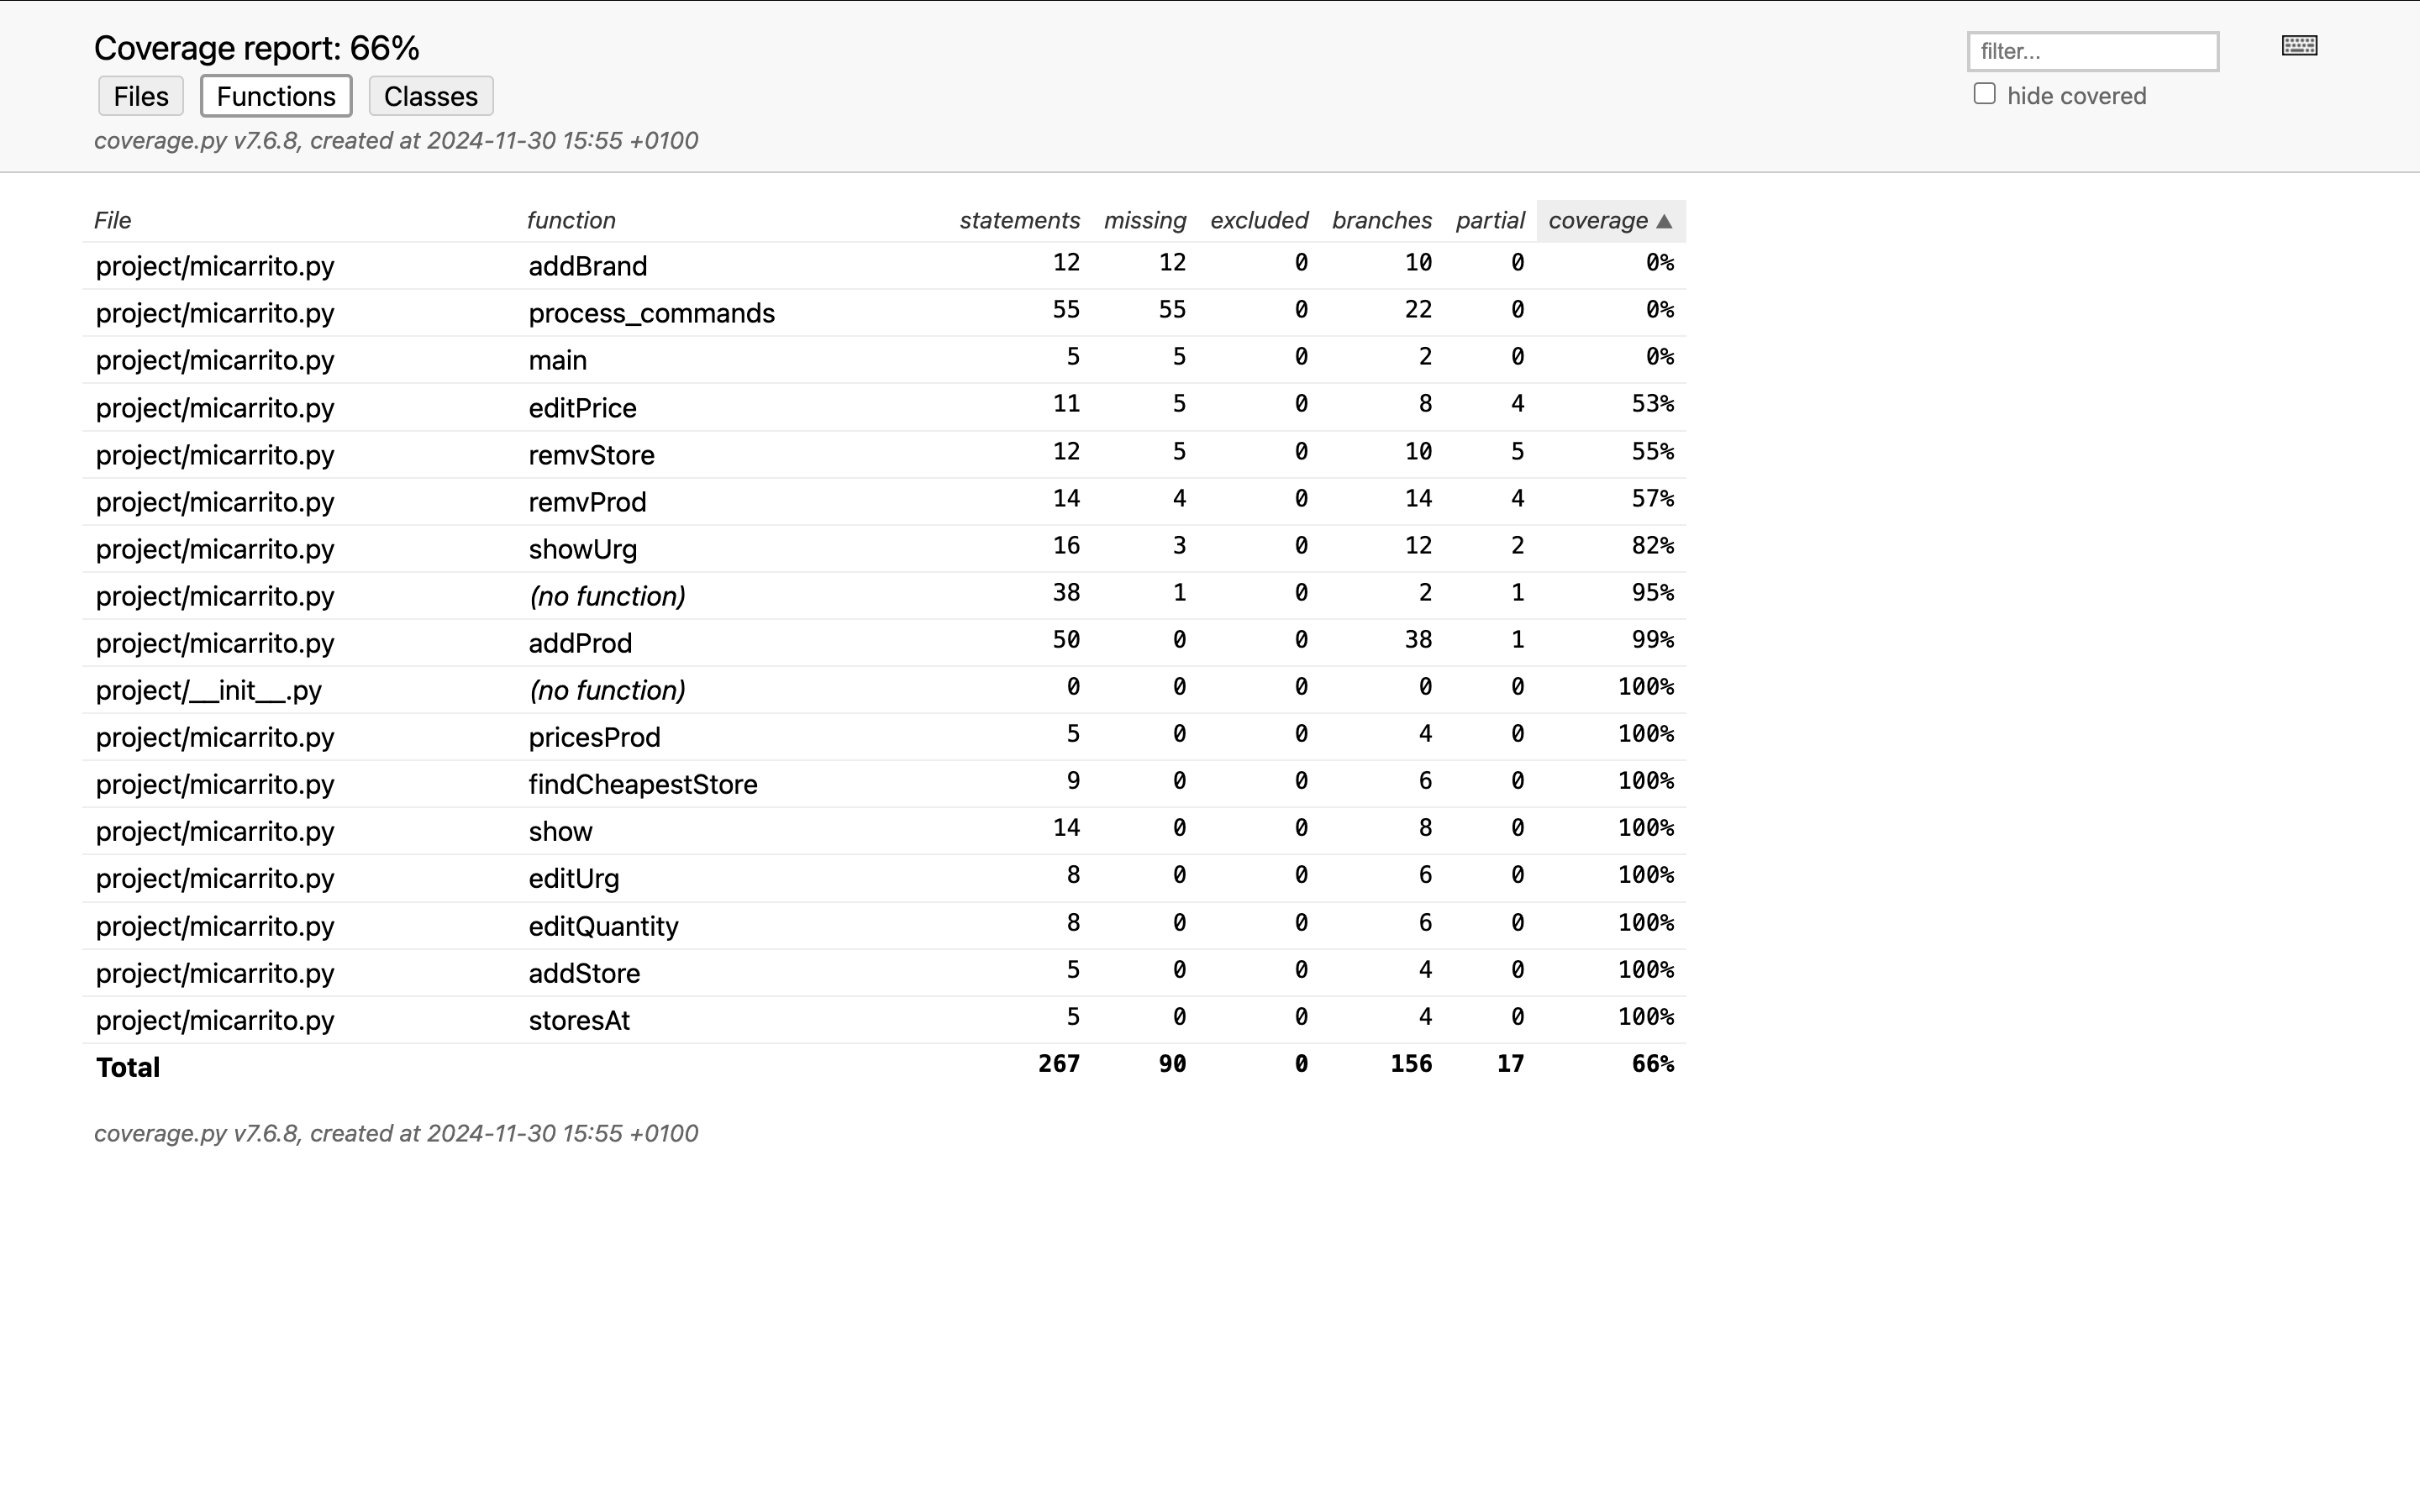 Coverage report: 66%
filter...
Files Functions Classes
hide covered
coverage.py v7.6.8, created at 2024-11-30 15:55 +0100
File function statements missing excluded branches partial coverage ▲
project/micarrito.py addBrand 12 12 0 10 0 0%
project/micarrito.py process_commands 55 55 0 22 0 0%
project/micarrito.py main 5 5 0 2 0 0%
project/micarrito.py editPrice 11 5 0 8 4 53%
project/micarrito.py remvStore 12 5 0 10 5 55%
project/micarrito.py remvProd 14 4 0 14 4 57%
project/micarrito.py showUrg 16 3 0 12 2 82%
project/micarrito.py (no function) 38 1 0 2 1 95%
project/micarrito.py addProd 50 0 0 38 1 99%
project/__init__.py (no function) 0 0 0 0 0 100%
project/micarrito.py pricesProd 5 0 0 4 0 100%
project/micarrito.py findCheapestStore 9 0 0 6 0 100%
project/micarrito.py show 14 0 0 8 0 100%
project/micarrito.py editUrg 8 0 0 6 0 100%
project/micarrito.py editQuantity 8 0 0 6 0 100%
project/micarrito.py addStore 5 0 0 4 0 100%
project/micarrito.py storesAt 5 0 0 4 0 100%
Total 267 90 0 156 17 66%
coverage.py v7.6.8, created at 2024-11-30 15:55 +0100